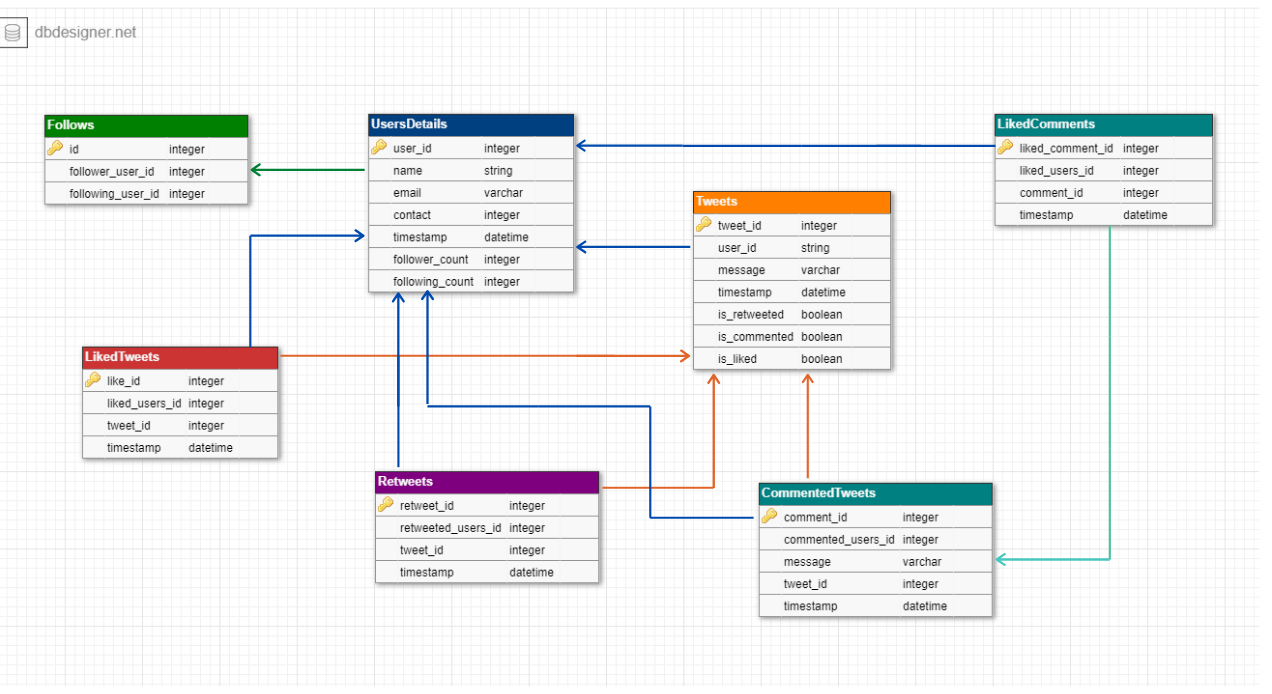 dbdesigner.net
Follows
id integer
follower_user_id integer
following_user_id integer
UsersDetails
user_id integer
name string
email varchar
contact integer
timestamp datetime
follower_count integer
following_count integer
LikedComments
liked_comment_id integer
liked_users_id integer
comment_id integer
timestamp datetime
Tweets
tweet_id integer
user_id string
message varchar
timestamp datetime
is_retweeted boolean
is_commented boolean
is_liked boolean
LikedTweets
like_id integer
liked_users_id integer
tweet_id integer
timestamp datetime
Retweets
retweet_id integer
retweeted_users_id integer
tweet_id integer
timestamp datetime
CommentedTweets
comment_id integer
commented_users_id integer
message varchar
tweet_id integer
timestamp datetime